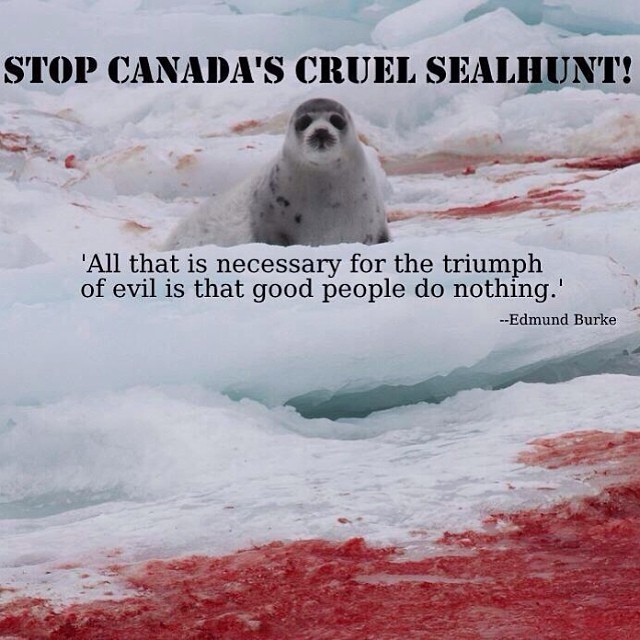 STOP CANADA'S CRUEL SEALHUNT!
'All that is necessary for the triumph
of evil is that good people do nothing.'
--Edmund Burke